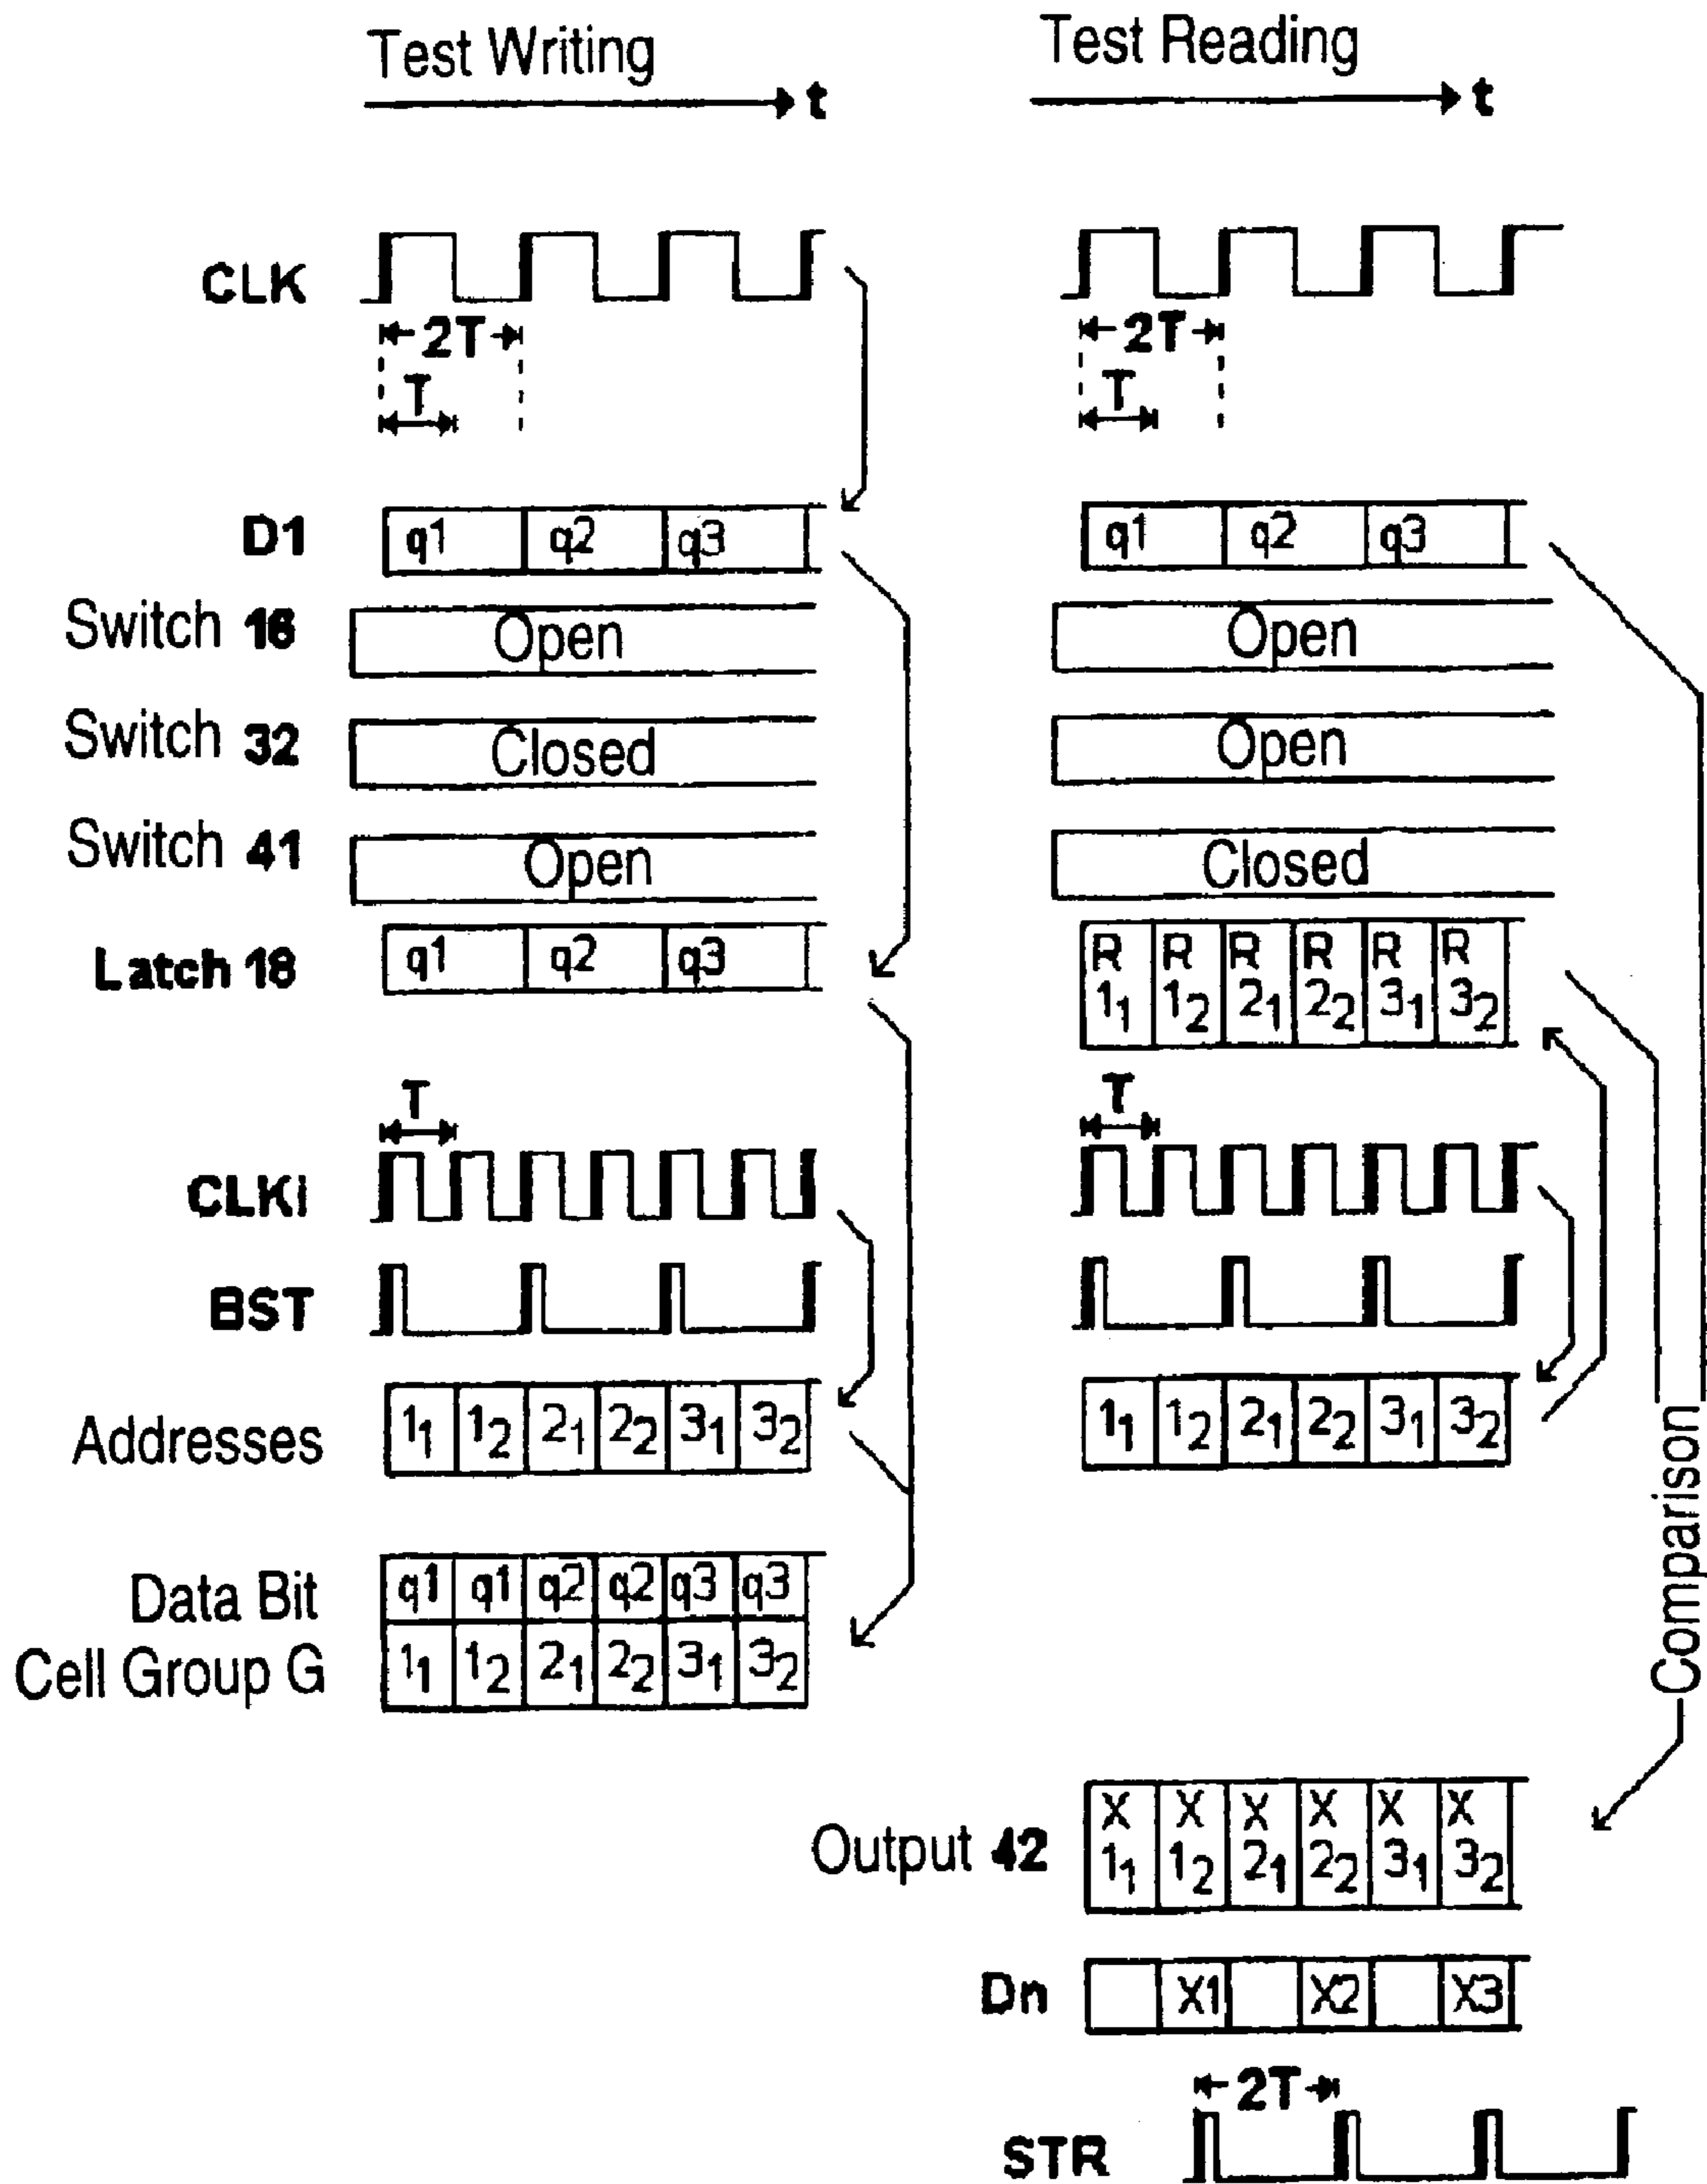 Test Writing
t
CLK
2T
T
D1 q1 q2 q3
Switch 16 Open
Switch 32 Closed
Switch 41 Open
Latch 18 q1 q2 q3
T
CLKi
BST
Addresses 1₁ 1₂ 2₁ 2₂ 3₁ 3₂
Data Bit q1 q1 q2 q2 q3 q3
Cell Group G 1₁ 1₂ 2₁ 2₂ 3₁ 3₂
Test Reading
t
2T
T
q1 q2 q3
Open
Open
Closed
R R R R R R
1₁ 1₂ 2₁ 2₂ 3₁ 3₂
T
1₁ 1₂ 2₁ 2₂ 3₁ 3₂
Comparison
X X X X X X
Output 42 1₁ 1₂ 2₁ 2₂ 3₁ 3₂
Dn X1 X2 X3
2T
STR